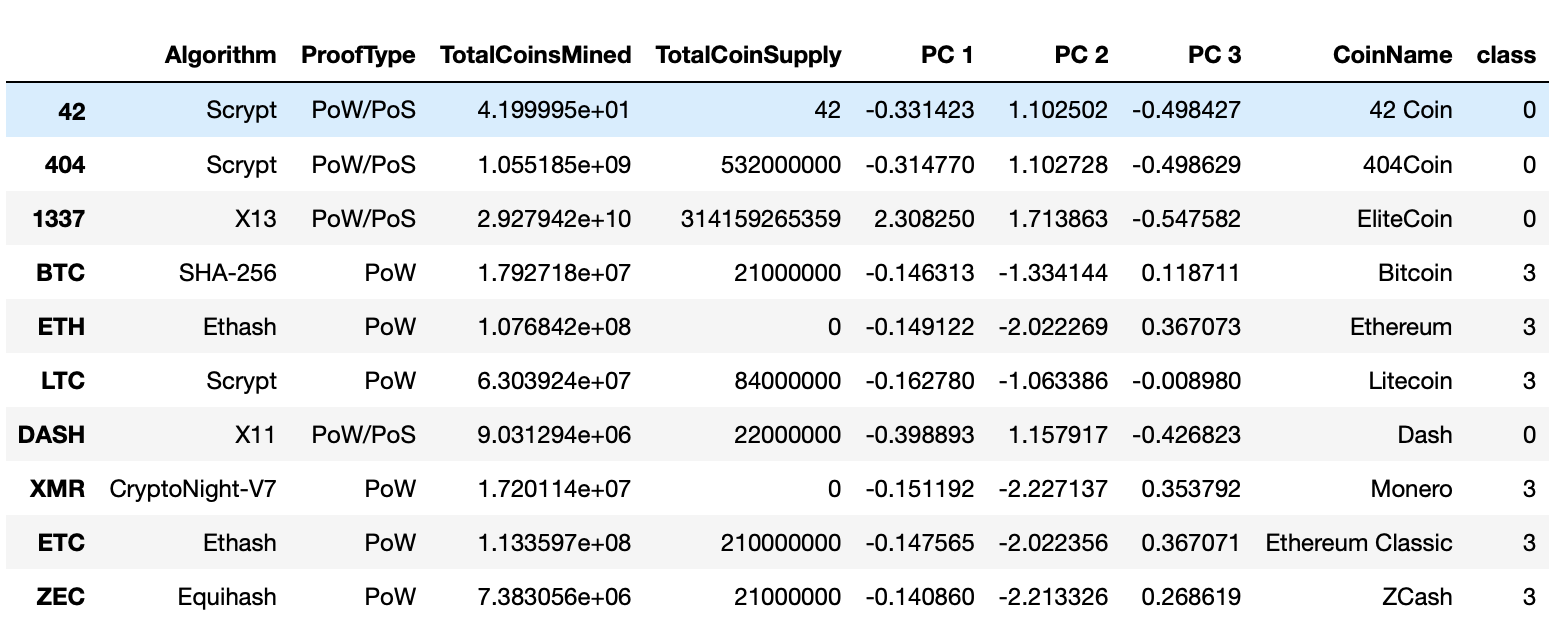 Algorithm ProofType TotalCoinsMined TotalCoinSupply PC 1 PC 2 PC 3 CoinName class
42 Scrypt PoW/PoS 4.199995e+01 42 -0.331423 1.102502 -0.498427 42 Coin 0
404 Scrypt PoW/PoS 1.055185e+09 532000000 -0.314770 1.102728 -0.498629 404Coin 0
1337 X13 PoW/PoS 2.927942e+10 314159265359 2.308250 1.713863 -0.547582 EliteCoin 0
BTC SHA-256 PoW 1.792718e+07 21000000 -0.146313 -1.334144 0.118711 Bitcoin 3
ETH Ethash PoW 1.076842e+08 0 -0.149122 -2.022269 0.367073 Ethereum 3
LTC Scrypt PoW 6.303924e+07 84000000 -0.162780 -1.063386 -0.008980 Litecoin 3
DASH X11 PoW/PoS 9.031294e+06 22000000 -0.398893 1.157917 -0.426823 Dash 0
XMR CryptoNight-V7 PoW 1.720114e+07 0 -0.151192 -2.227137 0.353792 Monero 3
ETC Ethash PoW 1.133597e+08 210000000 -0.147565 -2.022356 0.367071 Ethereum Classic 3
ZEC Equihash PoW 7.383056e+06 21000000 -0.140860 -2.213326 0.268619 ZCash 3